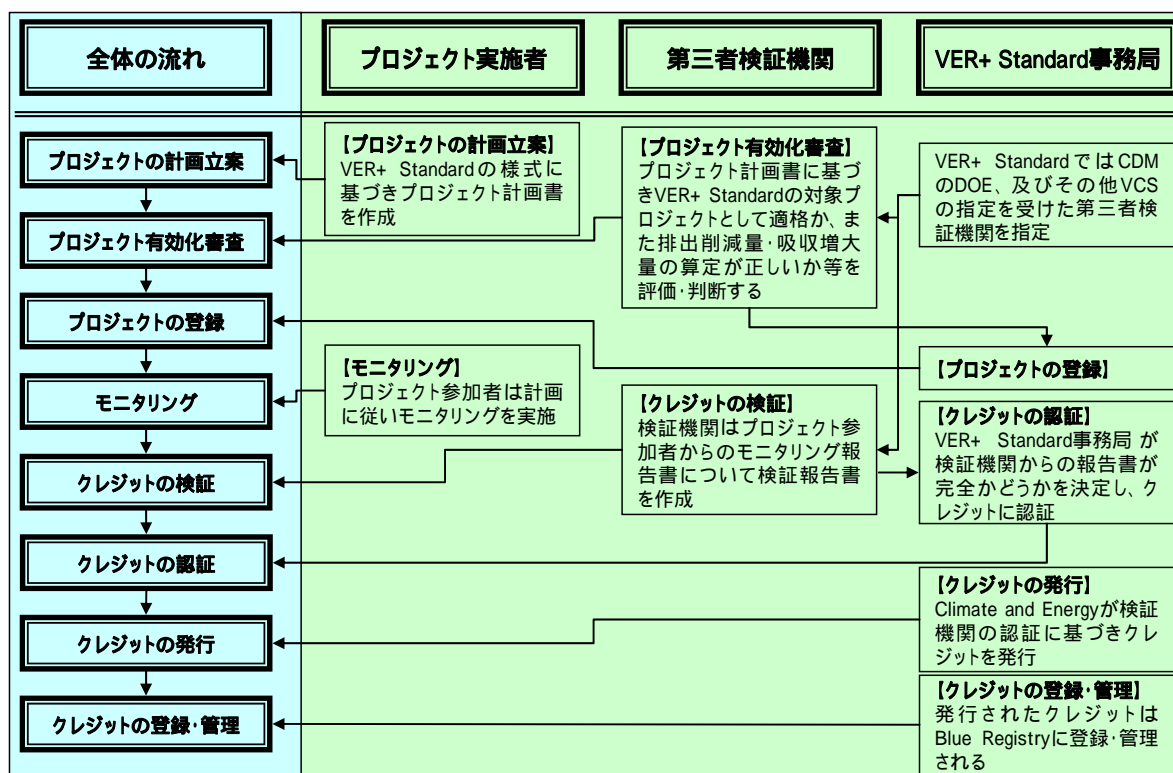 全体の流れ
プロジェクト実施者
第三者検証機関
VER+ Standard事務局
プロジェクトの計画立案
プロジェクト有効化審査
プロジェクトの登録
モニタリング
クレジットの検証
クレジットの認証
クレジットの発行
クレジットの登録・管理
【プロジェクトの計画立案】
VER+ Standardの様式に
基づきプロジェクト計画書
を作成
【モニタリング】
プロジェクト参加者は計画
に従いモニタリングを実施
【プロジェクト有効化審査】
プロジェクト計画書に基づ
きVER+ Standardの対象プ
ロジェクトとして適格か、ま
た排出削減量・吸収増大
量の算定が正しいか等を
評価・判断する
【クレジットの検証】
検証機関はプロジェクト参
加者からのモニタリング報
告書について検証報告書
を作成
VER+ StandardではCDM
のDOE、及びその他VCS
の指定を受けた第三者検
証機関を指定
【プロジェクトの登録】
【クレジットの認証】
VER+ Standard事務局 が
検証機関からの報告書が
完全かどうかを決定し、ク
レジットに認証
【クレジットの発行】
Climate and Energyが検証
機関の認証に基づきクレ
ジットを発行
【クレジットの登録・管理】
発行されたクレジットは
Blue Registryに登録・管理
される